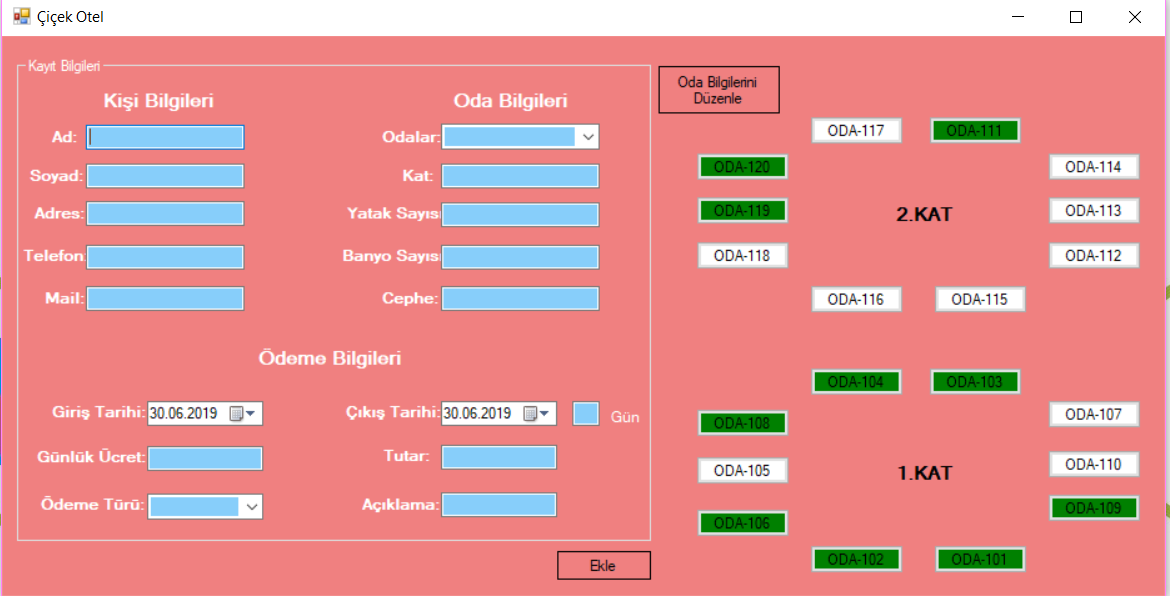 Çiçek Otel
Kayıt Bilgileri
Kişi Bilgileri
Oda Bilgileri
Ad:
Soyad:
Adres:
Telefon
Mail:
Odalar:
Kat:
Yatak Sayıs
Banyo Sayıs
Cephe:
Ödeme Bilgileri
Giriş Tarihi: 30.06.2019
Çıkış Tarihi: 30.06.2019
Gün
Günlük Ücret:
Tutar:
Ödeme Türü:
Açıklama:
Ekle
Oda Bilgilerini
Düzenle
ODA-117
ODA-111
ODA-120
ODA-114
ODA-119
2.KAT
ODA-113
ODA-118
ODA-112
ODA-116
ODA-115
ODA-104
ODA-103
ODA-108
ODA-107
ODA-105
1.KAT
ODA-110
ODA-106
ODA-109
ODA-102
ODA-101